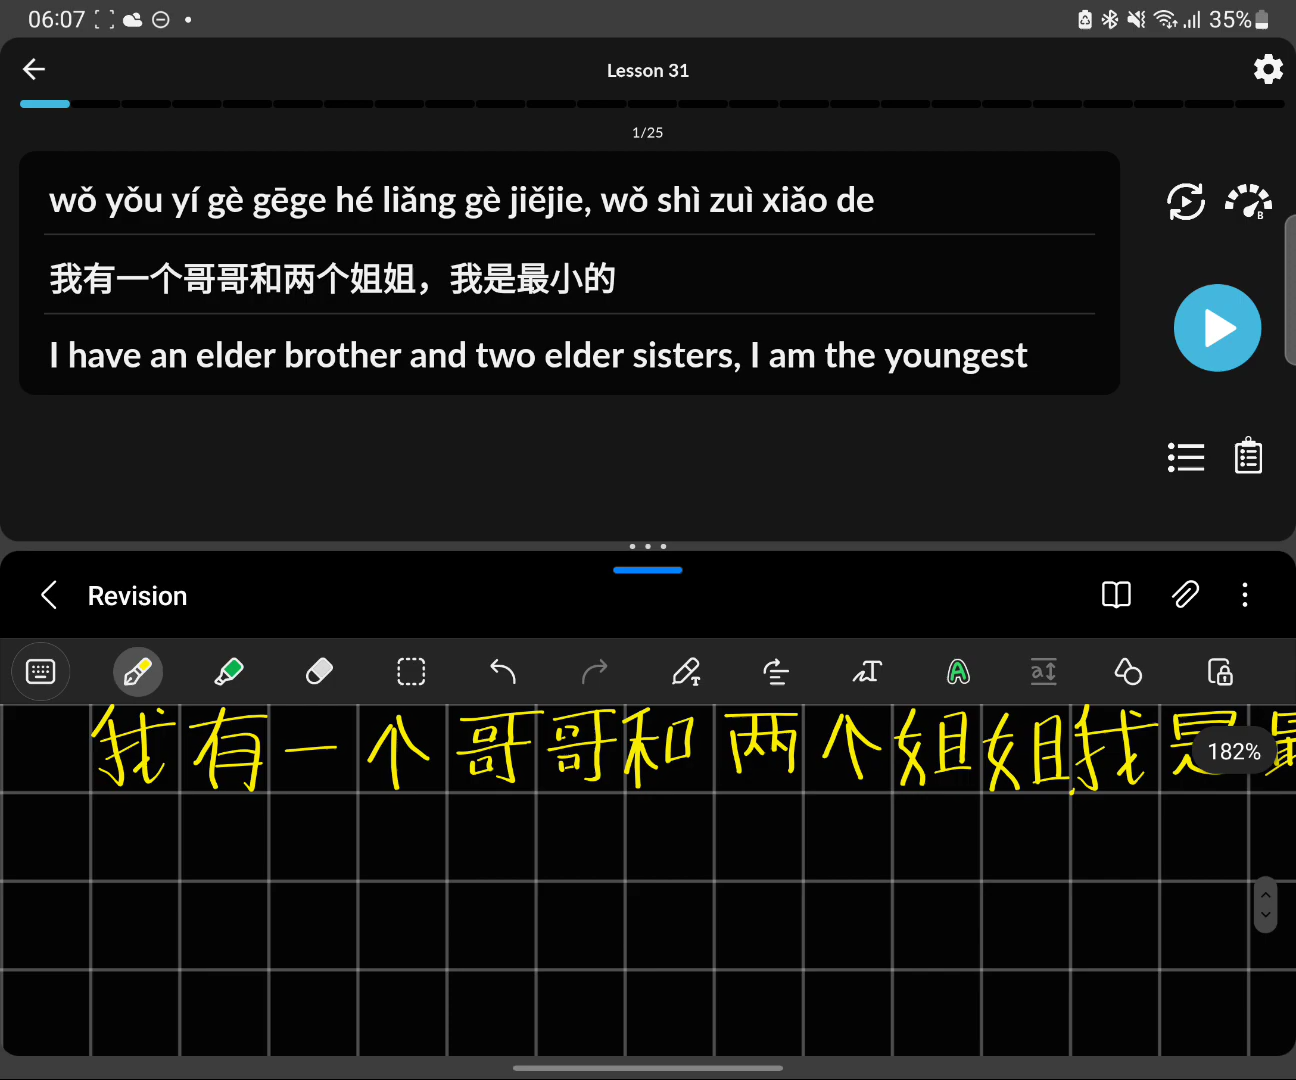 06:07
35%
Lesson 31
1/25
wǒ yǒu yí gè gēge hé liǎng gè jiějie, wǒ shì zuì xiǎo de
B
我有一个哥哥和两个姐姐，我是最小的
I have an elder brother and two elder sisters, I am the youngest
Revision
T T A a
我有一个哥哥和两个姐姐,我是
182%